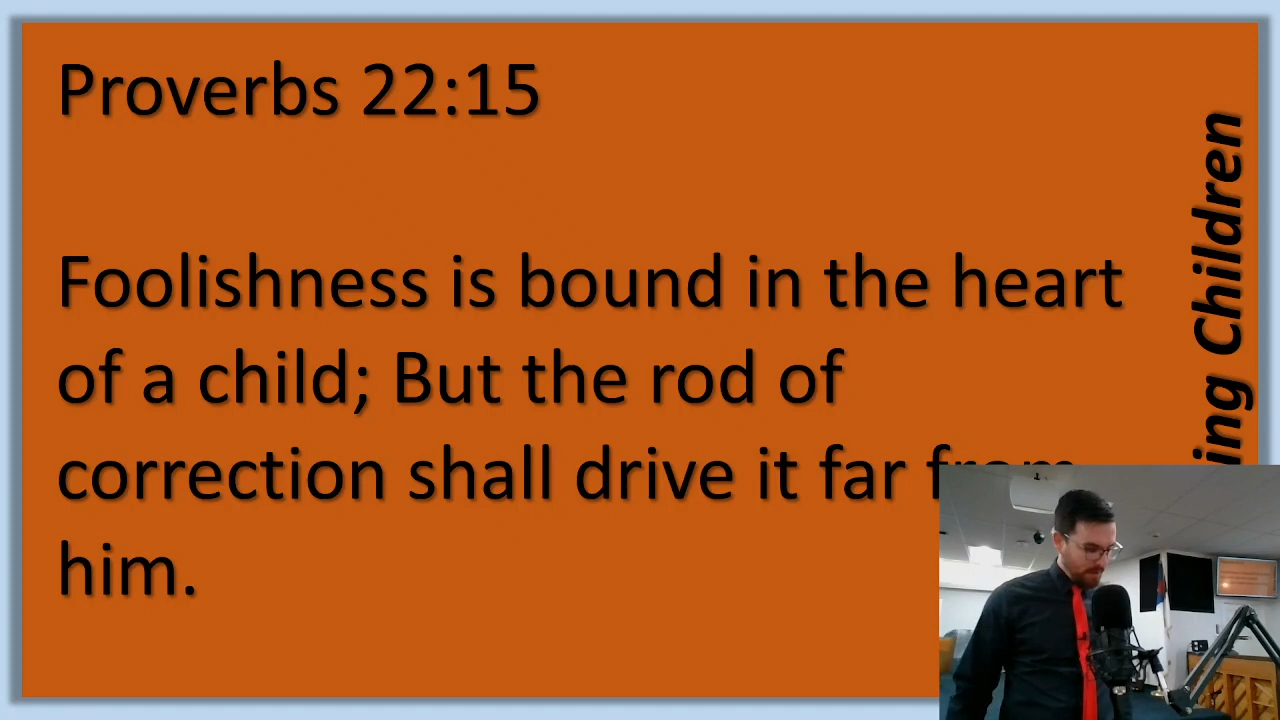 Proverbs 22:15
Foolishness is bound in the heart
of a child; But the rod of
correction shall drive it far from
him.
Children